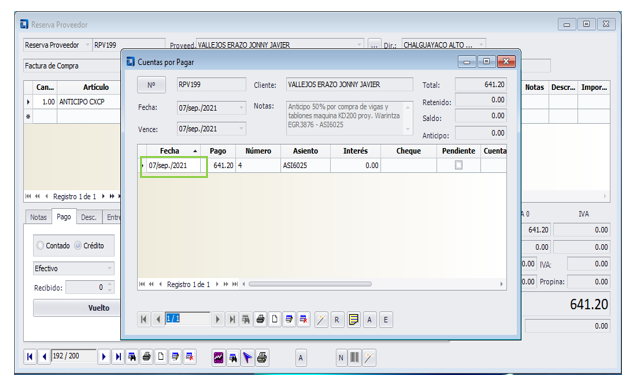 Reserva Proveedor
Reserva Proveedor RPV199 Proveed. VALLEJOS ERAZO JONNY JAVIER ... Dir.: CHALGUAYACO ALTO ...
Factura de Compra
Can... Artículo Notas Descr... Impor...
1.00 ANTICIPO CXCP
Registro 1 de 1
Notas Pago Desc. Entre
Contado Crédito
Efectivo
Recibido: 0
Vuelto
192 / 200
A N
Cuentas por Pagar
Nº RPV199 Cliente: VALLEJOS ERAZO JONNY JAVIER Total: 641.20
Fecha: 07/sep./2021 Notas: Anticipo 50% por compra de vigas y tablones maquina KD200 proy. Warintza EGR3876 - ASI6025
Retenido: 0.00
Saldo: 0.00
Vence: 07/sep./2021 Anticipo: 0.00
Fecha Pago Número Asiento Interés Cheque Pendiente Cuenta
07/sep./2021 641.20 4 ASI6025 0.00
Registro 1 de 1
1/1 R A E
A 0 IVA
641.20 0.00
0.00 0.00
0.00 IVA: 0.00
0.00 Propina: 0.00
641.20
0.00